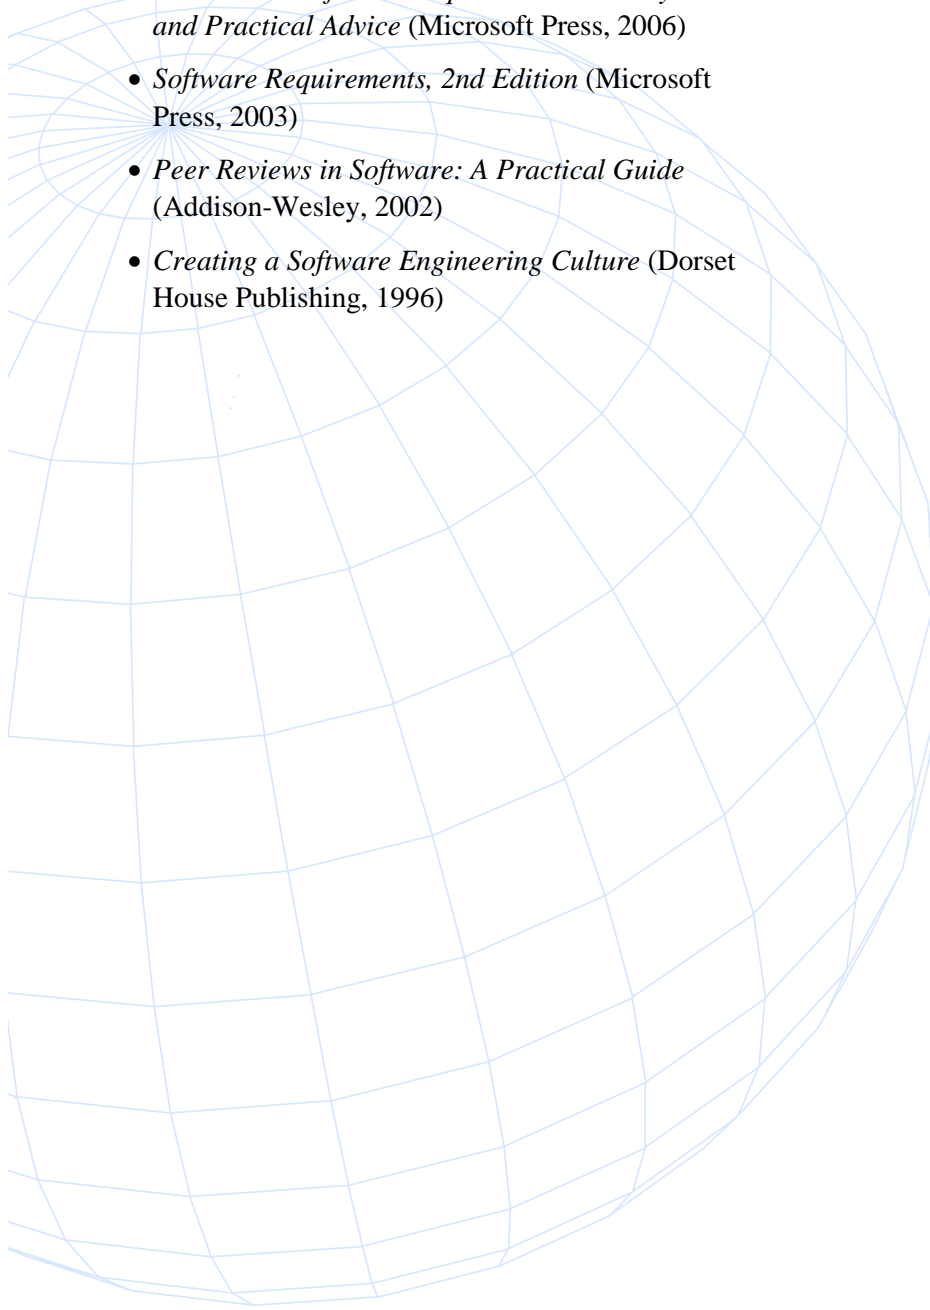 and Practical Advice (Microsoft Press, 2006)
• Software Requirements, 2nd Edition (Microsoft
Press, 2003)
• Peer Reviews in Software: A Practical Guide
(Addison-Wesley, 2002)
• Creating a Software Engineering Culture (Dorset
House Publishing, 1996)